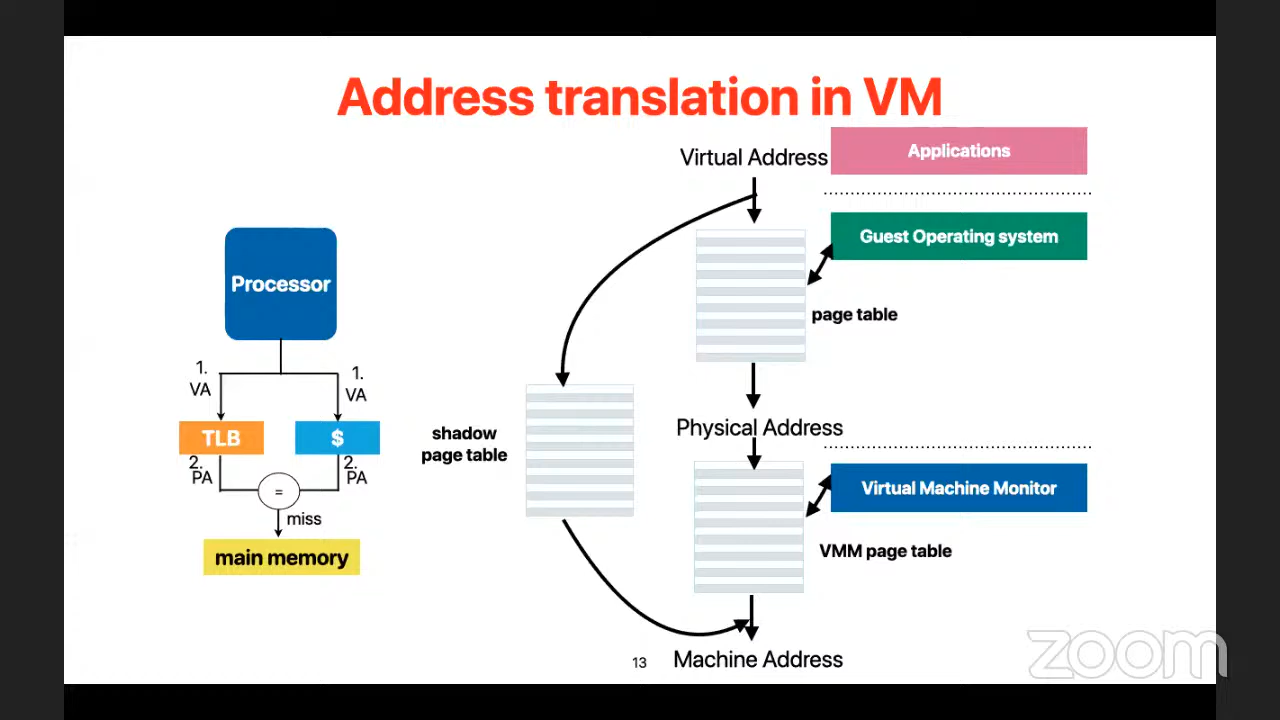 Address translation in VM
Virtual Address
Applications
Guest Operating system
page table
Processor
1.
VA
1.
VA
TLB
$
2.
PA
2.
PA
=
miss
main memory
shadow
page table
Physical Address
Virtual Machine Monitor
VMM page table
Machine Address
13
zoom